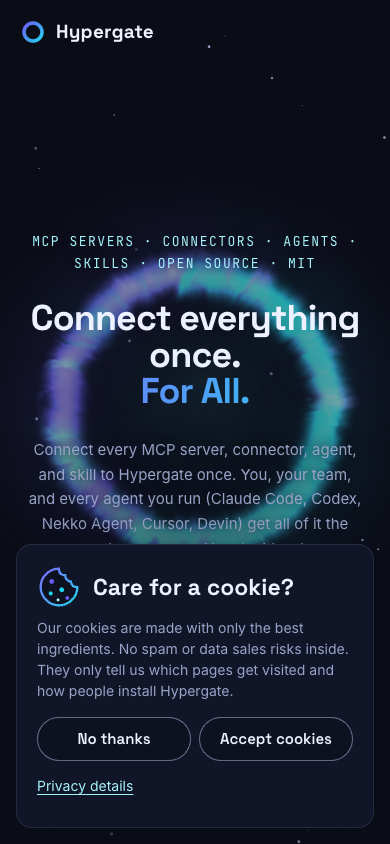 Hypergate
MCP SERVERS · CONNECTORS · AGENTS ·
SKILLS · OPEN SOURCE · MIT
Connect everything
once.
For All.
Connect every MCP server, connector, agent,
and skill to Hypergate once. You, your team,
and every agent you run (Claude Code, Codex,
Nekko Agent, Cursor, Devin) get all of it the
Care for a cookie?
Our cookies are made with only the best
ingredients. No spam or data sales risks inside.
They only tell us which pages get visited and
how people install Hypergate.
No thanks
Accept cookies
Privacy details